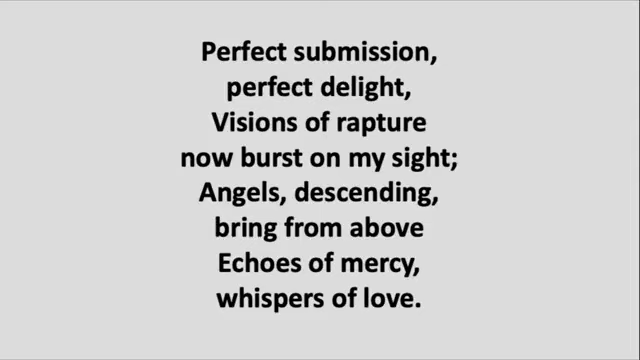 Perfect submission,
perfect delight,
Visions of rapture
now burst on my sight;
Angels, descending,
bring from above
Echoes of mercy,
whispers of love.